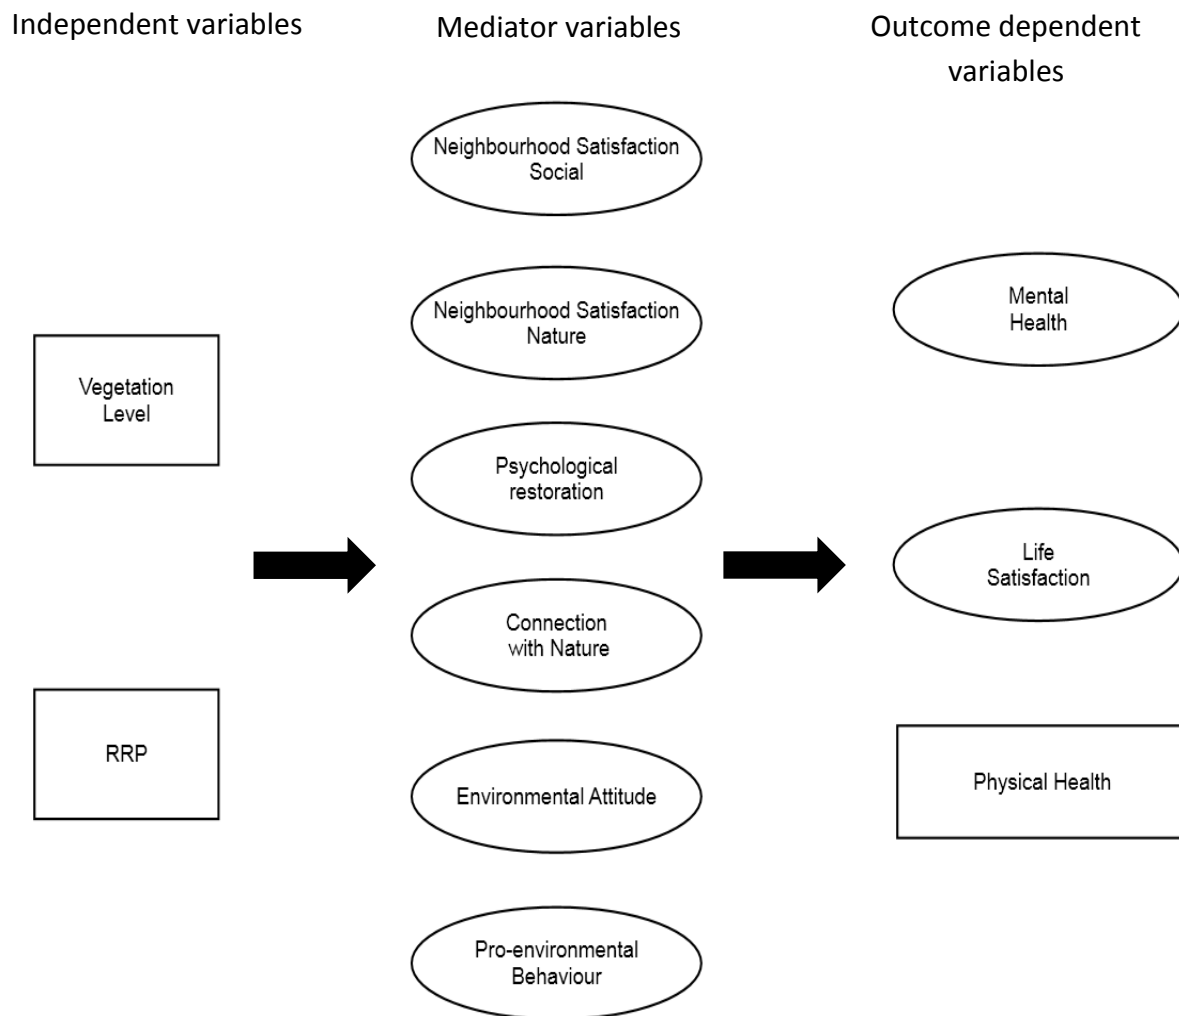 Independent variables
Mediator variables
Outcome dependent
variables
Neighbourhood Satisfaction
Social
Neighbourhood Satisfaction
Nature
Psychological
restoration
Connection
with Nature
Environmental Attitude
Pro-environmental
Behaviour
Vegetation
Level
RRP
Mental
Health
Life
Satisfaction
Physical Health